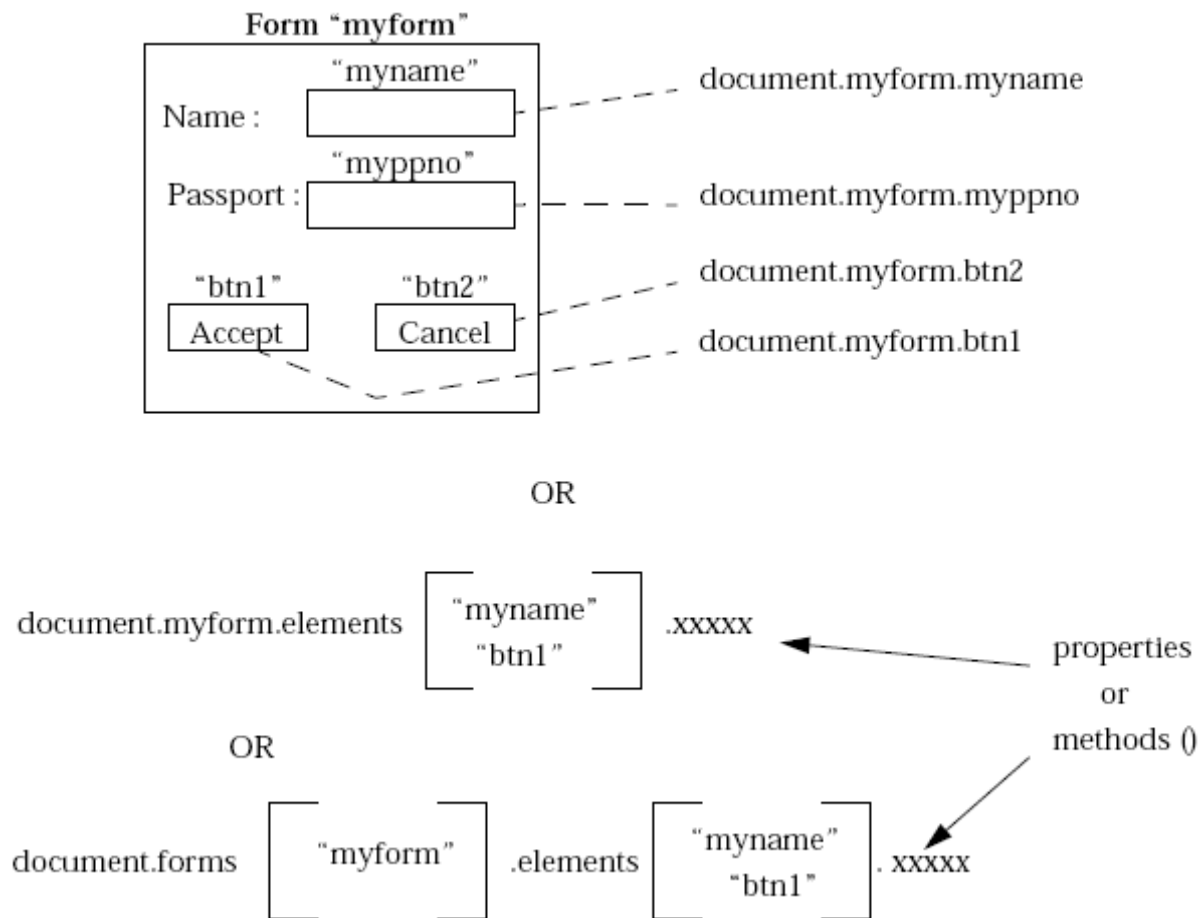 Form “myform”
“myname”
document.myform.myname
Name :
“myppno”
Passport :
document.myform.myppno
“btn1”
“btn2”
document.myform.btn2
Accept
Cancel
document.myform.btn1
OR
document.myform.elements
“myname”
“btn1”
.xxxxx
properties
or
methods ()
OR
document.forms
“myform”
.elements
“myname”
“btn1”
. xxxxx